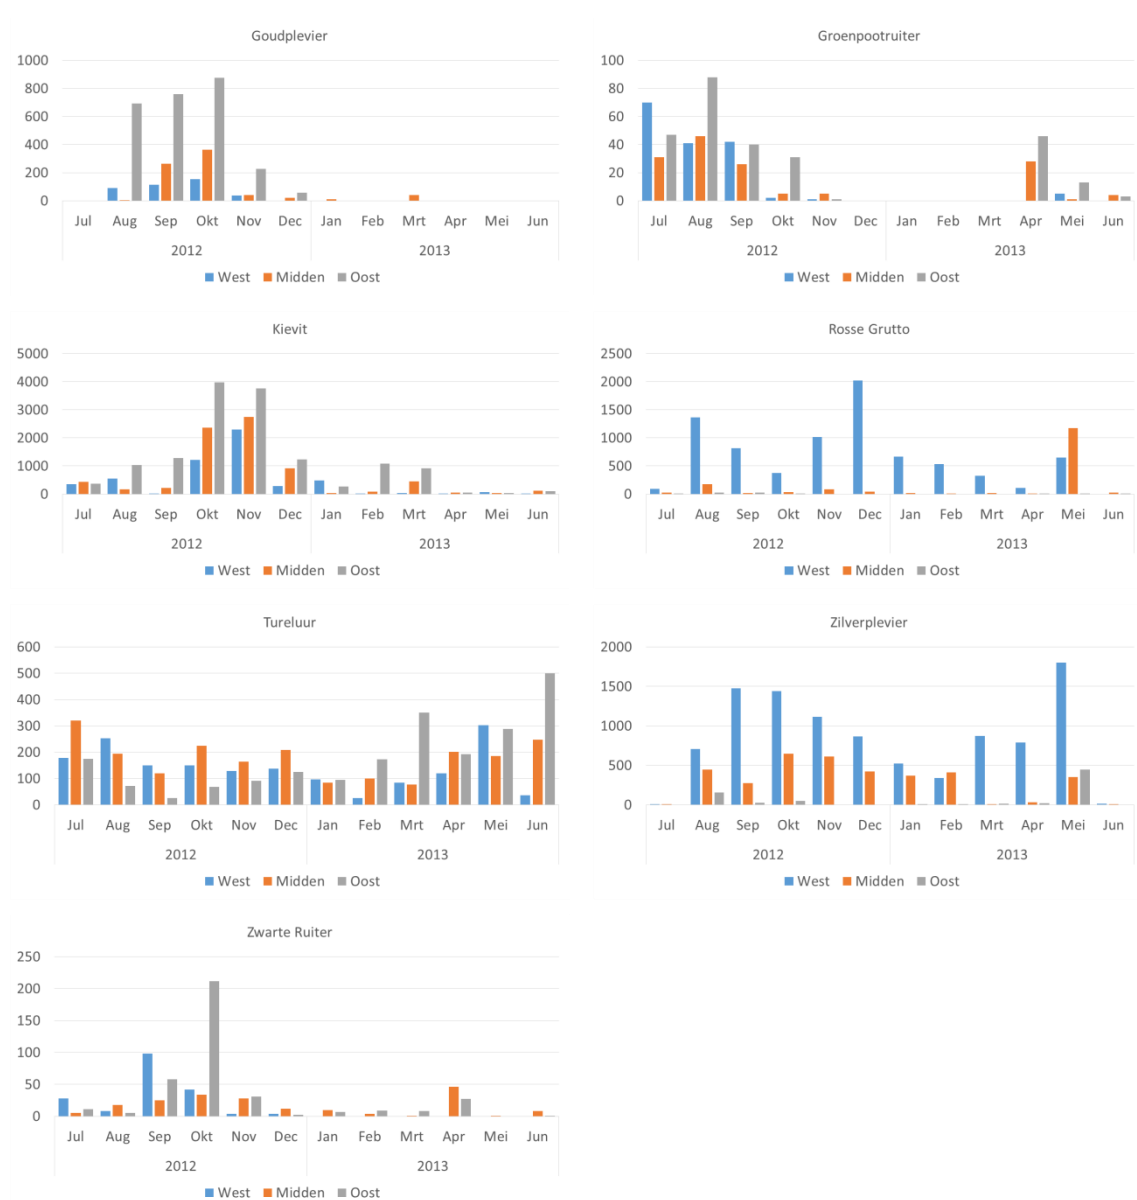 Goudplevier
1000
800
600
400
200
0
Jul Aug Sep Okt Nov Dec Jan Feb Mrt Apr Mei Jun
2012 2013
West Midden Oost
Groenpootruiter
100
80
60
40
20
0
Jul Aug Sep Okt Nov Dec Jan Feb Mrt Apr Mei Jun
2012 2013
West Midden Oost
Kievit
5000
4000
3000
2000
1000
0
Jul Aug Sep Okt Nov Dec Jan Feb Mrt Apr Mei Jun
2012 2013
West Midden Oost
Rosse Grutto
2500
2000
1500
1000
500
0
Jul Aug Sep Okt Nov Dec Jan Feb Mrt Apr Mei Jun
2012 2013
West Midden Oost
Tureluur
600
500
400
300
200
100
0
Jul Aug Sep Okt Nov Dec Jan Feb Mrt Apr Mei Jun
2012 2013
West Midden Oost
Zilverplevier
2000
1500
1000
500
0
Jul Aug Sep Okt Nov Dec Jan Feb Mrt Apr Mei Jun
2012 2013
West Midden Oost
Zwarte Ruiter
250
200
150
100
50
0
Jul Aug Sep Okt Nov Dec Jan Feb Mrt Apr Mei Jun
2012 2013
West Midden Oost